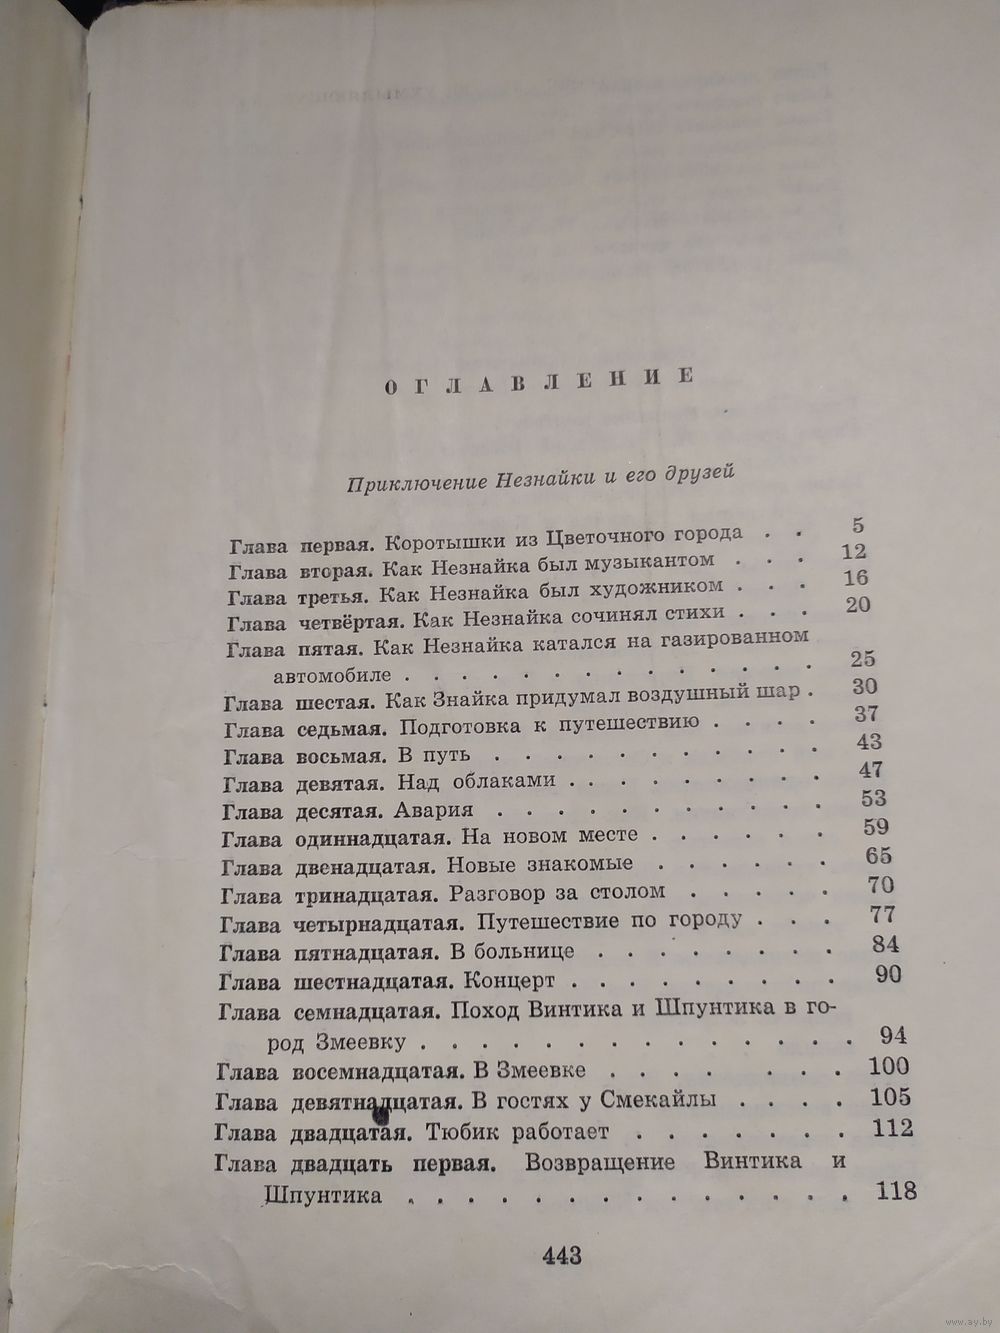 ОГЛАВЛЕНИЕ
Приключение Незнайки и его друзей
Глава первая. Коротышки из Цветочного города . . 5
Глава вторая. Как Незнайка был музыкантом . . . 12
Глава третья. Как Незнайка был художником . . . 16
Глава четвёртая. Как Незнайка сочинял стихи . . . 20
Глава пятая. Как Незнайка катался на газированном
автомобиле . . . . . . . . . . . . . . 25
Глава шестая. Как Знайка придумал воздушный шар . 30
Глава седьмая. Подготовка к путешествию . . . . 37
Глава восьмая. В путь . . . . . . . . . . . . 43
Глава девятая. Над облаками . . . . . . . . . 47
Глава десятая. Авария . . . . . . . . . . . . 53
Глава одиннадцатая. На новом месте . . . . . . 59
Глава двенадцатая. Новые знакомые . . . . . . 65
Глава тринадцатая. Разговор за столом . . . . . 70
Глава четырнадцатая. Путешествие по городу . . . 77
Глава пятнадцатая. В больнице . . . . . . . . 84
Глава шестнадцатая. Концерт . . . . . . . . . 90
Глава семнадцатая. Поход Винтика и Шпунтика в го-
род Змеевку . . . . . . . . . . . . . . . 94
Глава восемнадцатая. В Змеевке . . . . . . . 100
Глава девятнадцатая. В гостях у Смекайлы . . . . 105
Глава двадцатая. Тюбик работает . . . . . . . 112
Глава двадцать первая. Возвращение Винтика и
Шпунтика . . . . . . . . . . . . . . . 118
443
www.ay.by